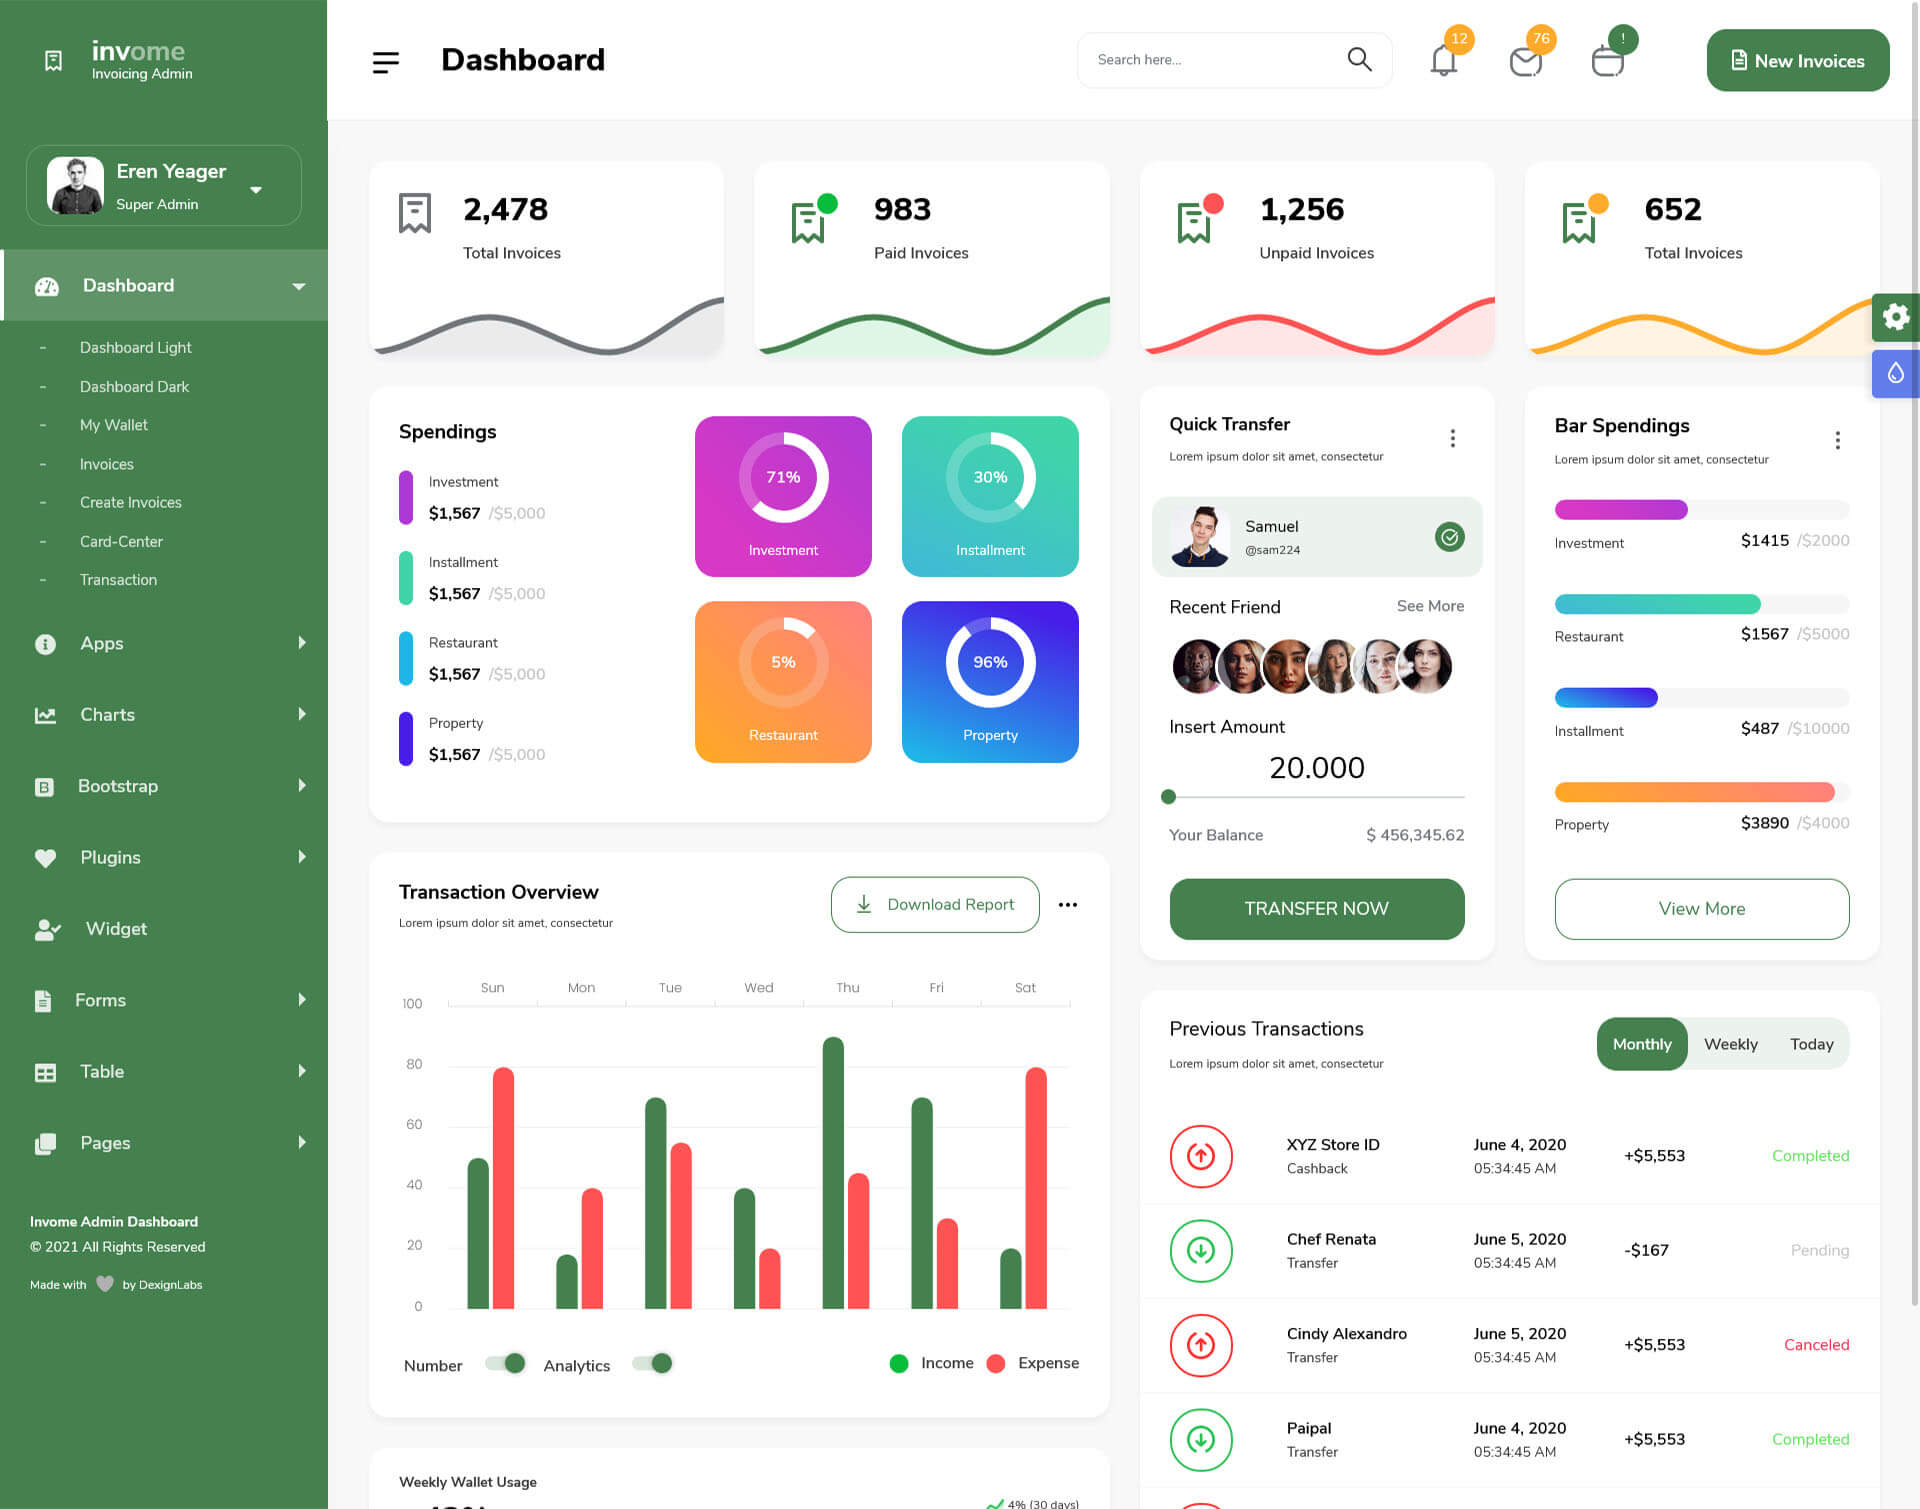 invome
Invoicing Admin
Eren Yeager
Super Admin
Dashboard
Dashboard Light
Dashboard Dark
My Wallet
Invoices
Create Invoices
Card-Center
Transaction
Apps
Charts
Bootstrap
Plugins
Widget
Forms
Table
Pages
Invome Admin Dashboard
© 2021 All Rights Reserved
Made with by DexignLabs
Dashboard
Search here...
12
76
!
New Invoices
2,478
Total Invoices
983
Paid Invoices
1,256
Unpaid Invoices
652
Total Invoices
Spendings
Investment
$1,567 /$5,000
Installment
$1,567 /$5,000
Restaurant
$1,567 /$5,000
Property
$1,567 /$5,000
71%
Investment
30%
Installment
5%
Restaurant
96%
Property
Quick Transfer
Lorem ipsum dolor sit amet, consectetur
Samuel
@sam224
Recent Friend See More
Insert Amount
20.000
Your Balance $ 456,345.62
TRANSFER NOW
Bar Spendings
Lorem ipsum dolor sit amet, consectetur
Investment $1415 /$2000
Restaurant $1567 /$5000
Installment $487 /$10000
Property $3890 /$4000
View More
Transaction Overview
Lorem ipsum dolor sit amet, consectetur
Download Report
Sun Mon Tue Wed Thu Fri Sat
100
80
60
40
20
0
Number Analytics Income Expense
Previous Transactions
Lorem ipsum dolor sit amet, consectetur
Monthly Weekly Today
XYZ Store ID June 4, 2020 +$5,553 Completed
Cashback 05:34:45 AM
Chef Renata June 5, 2020 -$167 Pending
Transfer 05:34:45 AM
Cindy Alexandro June 5, 2020 +$5,553 Canceled
Transfer 05:34:45 AM
Paipal June 4, 2020 +$5,553 Completed
Transfer 05:34:45 AM
Weekly Wallet Usage
4% (30 days)